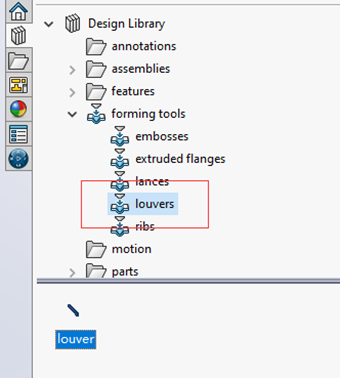 Design Library
annotations
assemblies
features
forming tools
embosses
extruded flanges
lances
louvers
ribs
motion
parts
louver